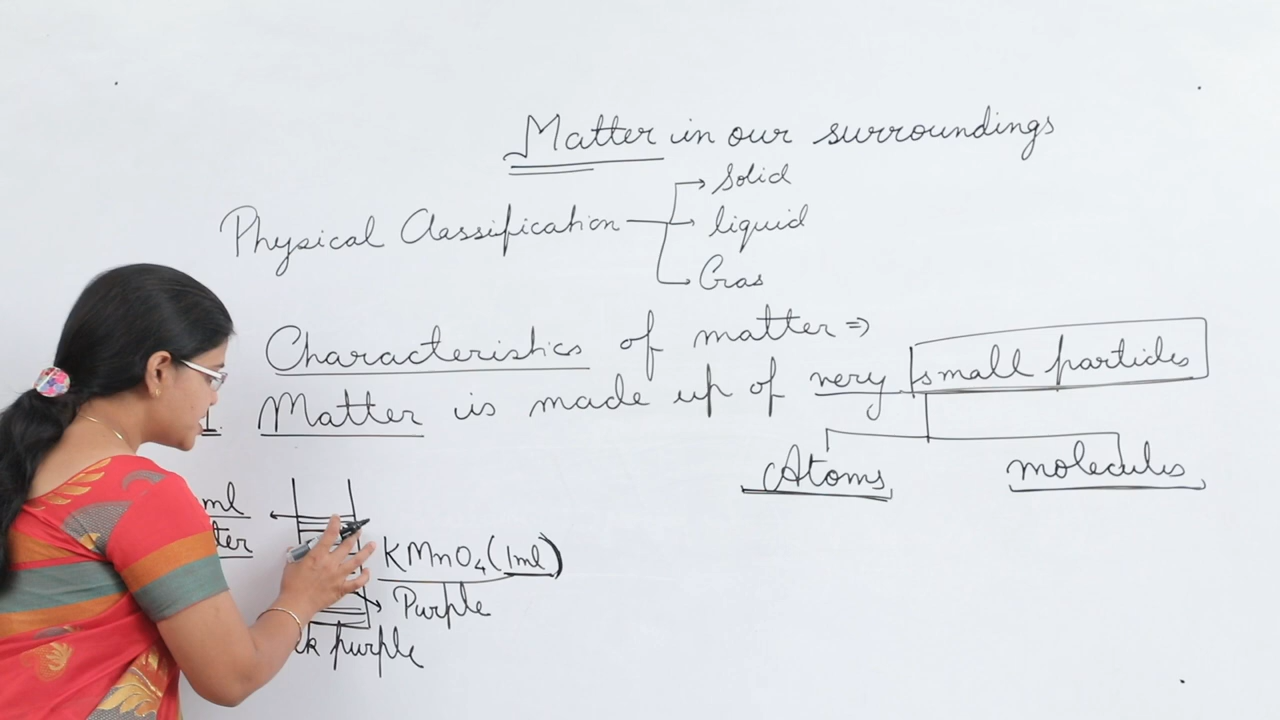 Matter in our surroundings
Solid
Physical Classification
liquid
Gas
Characteristics of matter ⇒
1. Matter is made up of very small particles
Atoms molecules
ml
KMnO₄ (1ml)
Purple
purple